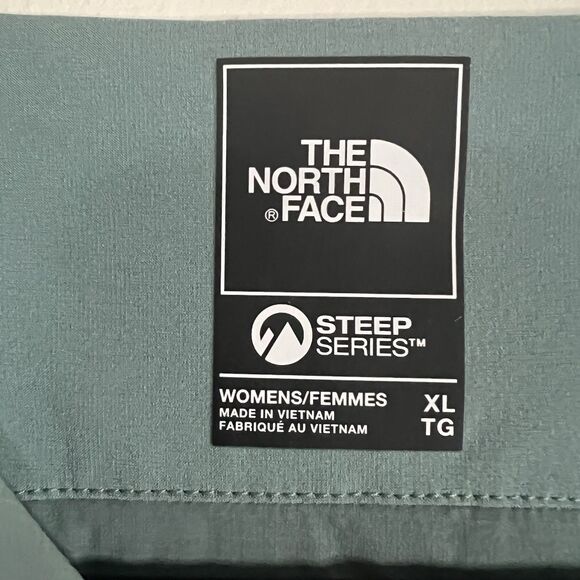 THE
NORTH
® FACE
STEEP
SERIES™
WOMENS/FEMMES XL
MADE IN VIETNAM
FABRIQUÉ AU VIETNAM TG